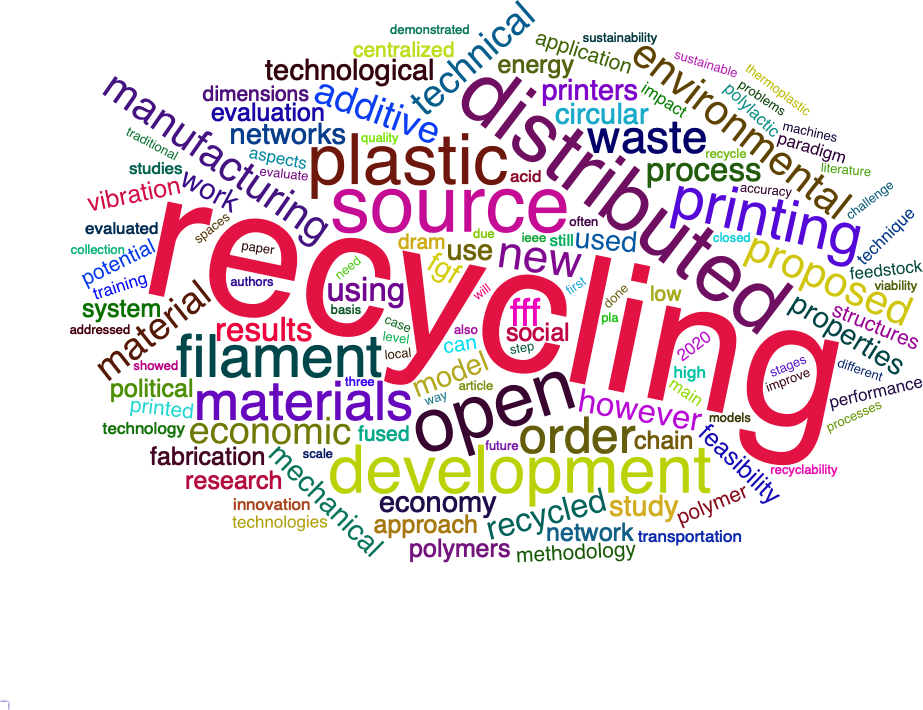 demonstrated
sustainability
centralized
technical
application
environmental
sustainable
thermoplastic
technological
energy
problems
polylactic
dimensions
additive
printers
impact
manufacturing
evaluation
distributed
circular
machines
networks
quality
waste
paradigm
traditional
aspects
plastic
recycle
literature
studies
evaluate
acid
process
vibration
work
source
printing
accuracy
challenge
evaluated
spaces
often
technique
collection
paper
dram
due
ieee
still
used
closed
proposed
potential
recycling
use
new
feedstock
training
authors
need
fgf
will
first
viability
system
material
using
basis
fff
done
low
properties
structures
addressed
results
case
level
also
social
pla
showed
filament
local
can
step
2020
stages
different
political
three
model
article
high
improve
performance
printed
materials
way
open
main
processes
technology
economic
fused
however
models
fabrication
scale
future
order
chain
feasibility
research
mechanical
development
recyclability
innovation
economy
recycled
study
polymer
technologies
approach
network
transportation
polymers
methodology